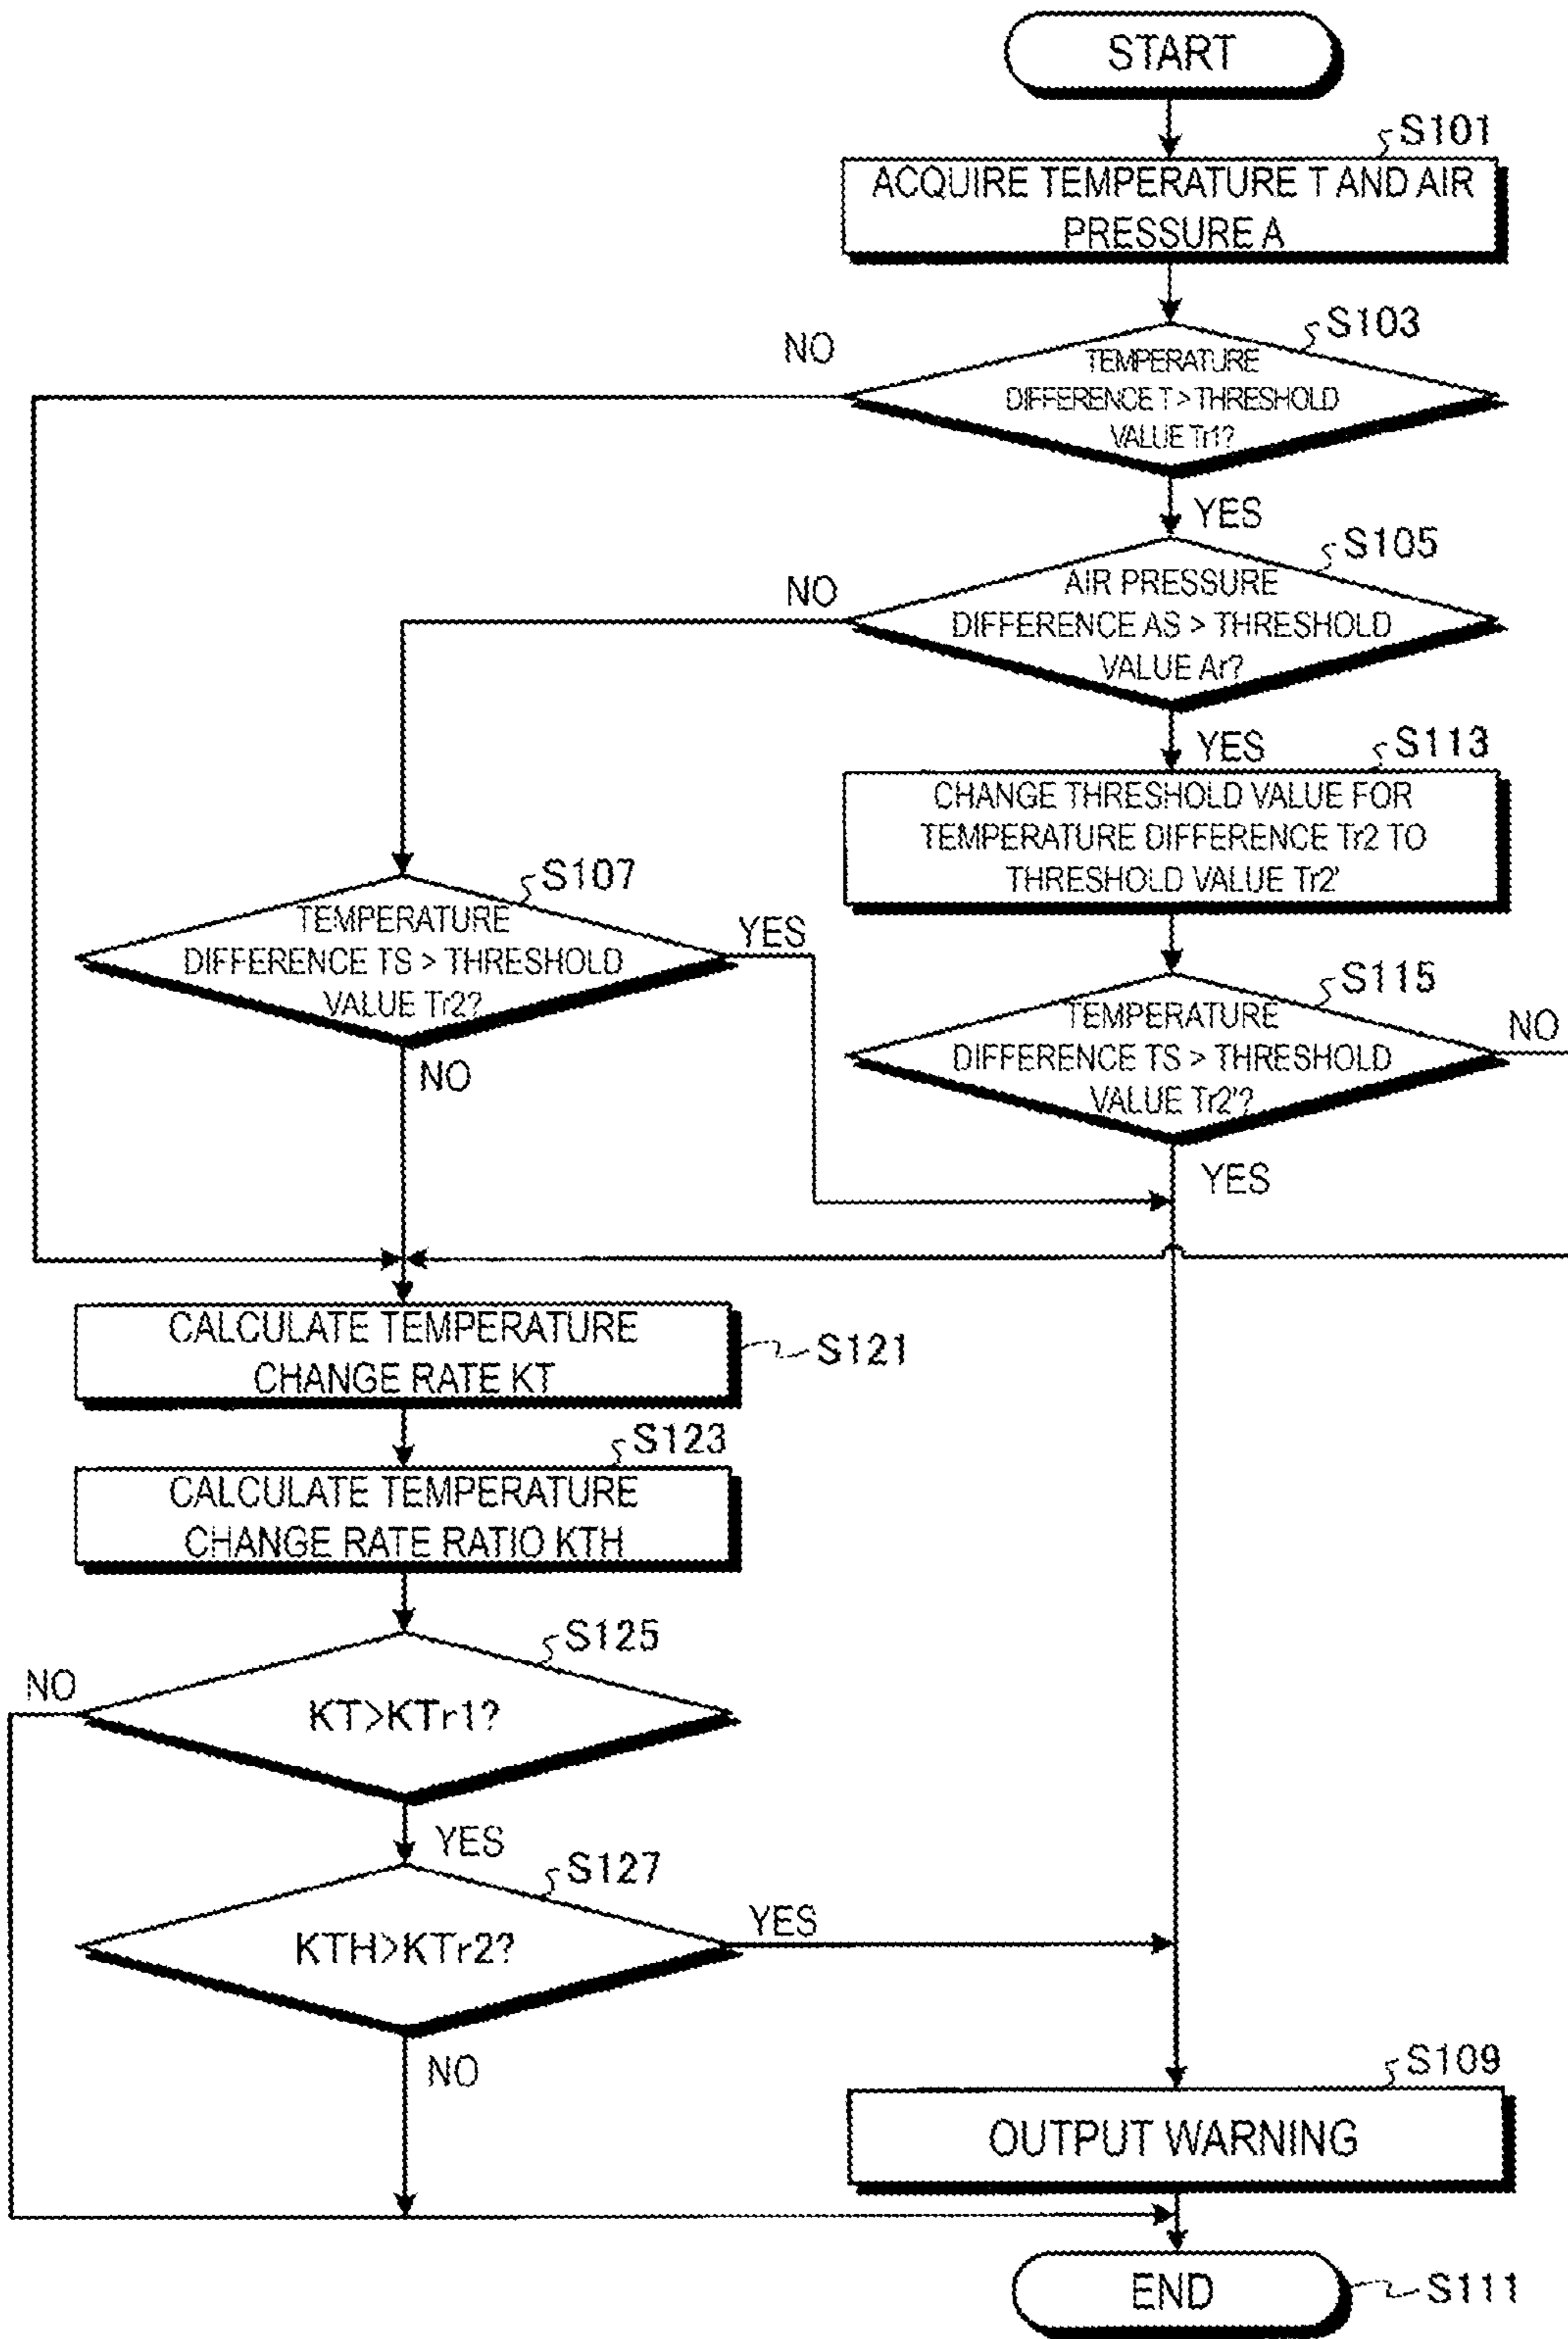 START
S101
ACQUIRE TEMPERATURE T AND AIR
PRESSURE A
S103
NO
TEMPERATURE
DIFFERENCE T > THRESHOLD
VALUE Tr1?
YES
S105
NO
AIR PRESSURE
DIFFERENCE AS > THRESHOLD
VALUE Ar?
YES
S113
CHANGE THRESHOLD VALUE FOR
TEMPERATURE DIFFERENCE Tr2 TO
THRESHOLD VALUE Tr2'
S107
TEMPERATURE
DIFFERENCE TS > THRESHOLD
VALUE Tr2?
YES
NO
S115
TEMPERATURE
DIFFERENCE TS > THRESHOLD
VALUE Tr2'?
NO
YES
CALCULATE TEMPERATURE
CHANGE RATE KT
S121
S123
CALCULATE TEMPERATURE
CHANGE RATE RATIO KTH
S125
NO
KT>KTr1?
YES
S127
KTH>KTr2?
YES
NO
S109
OUTPUT WARNING
END
S111